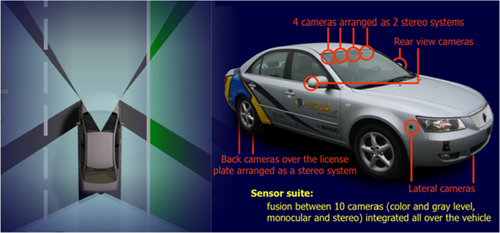 4 cameras arranged as 2 stereo systems
Rear view cameras
Back cameras over the license
plate arranged as a stereo system
Lateral cameras
Sensor suite:
fusion between 10 cameras (color and gray level,
monocular and stereo) integrated all over the vehicle